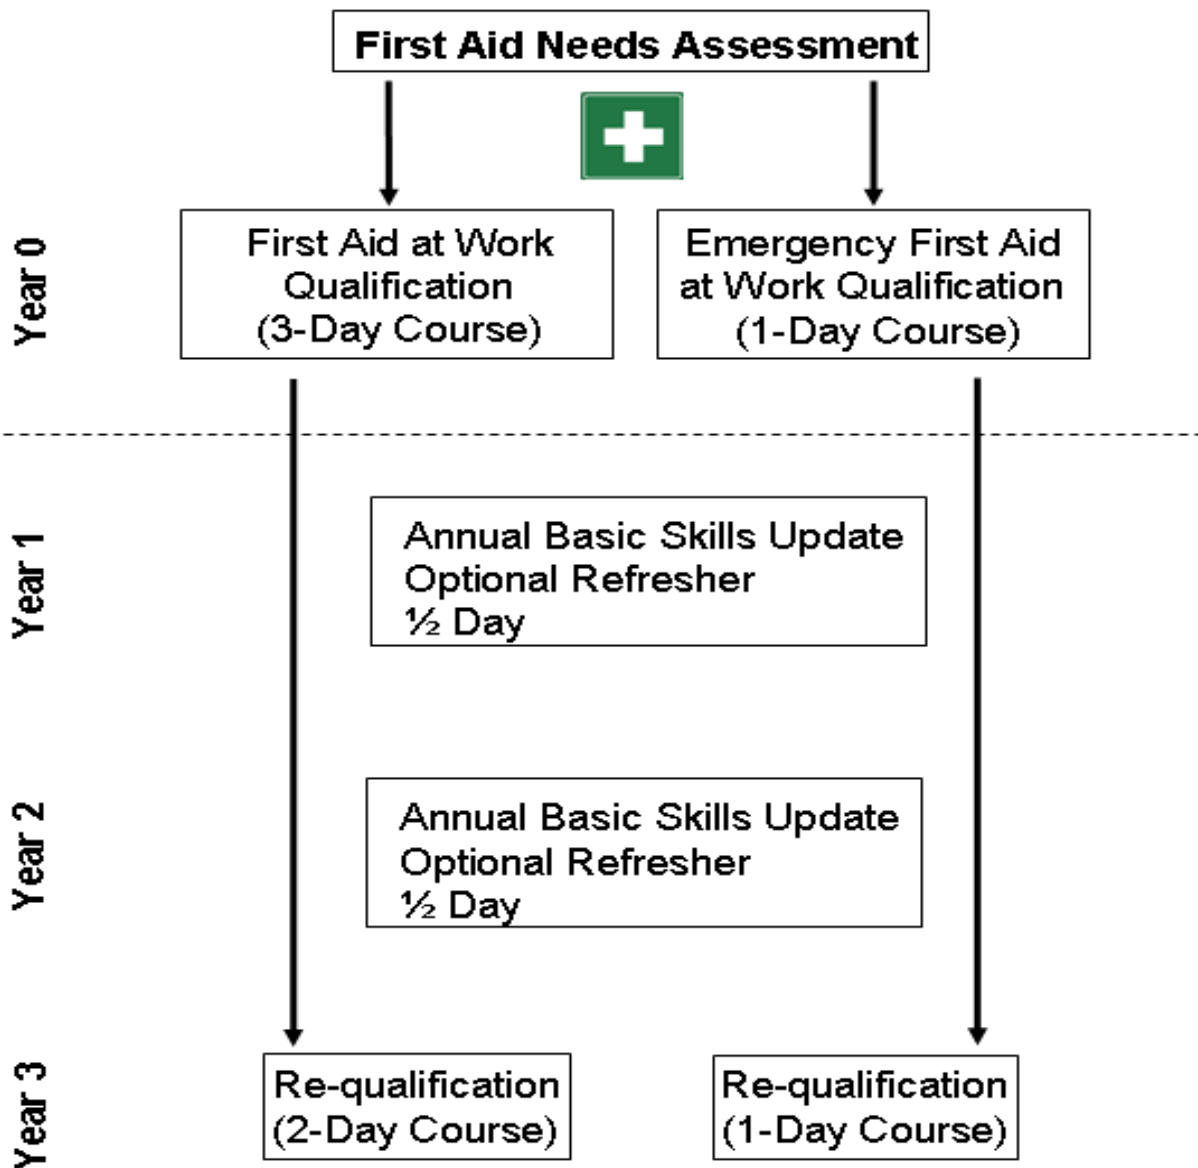 First Aid Needs Assessment
Year 0
First Aid at Work
Qualification
(3-Day Course)
Emergency First Aid
at Work Qualification
(1-Day Course)
Year 1
Annual Basic Skills Update
Optional Refresher
½ Day
Year 2
Annual Basic Skills Update
Optional Refresher
½ Day
Year 3
Re-qualification
(2-Day Course)
Re-qualification
(1-Day Course)